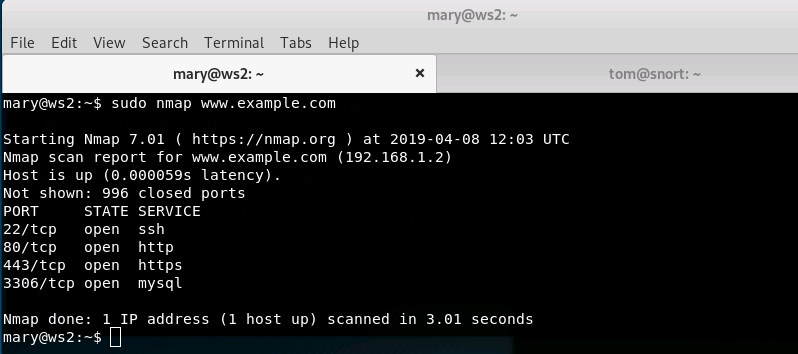 mary@ws2: ~
File Edit View Search Terminal Tabs Help
mary@ws2: ~ × tom@snort: ~
mary@ws2:~$ sudo nmap www.example.com
Starting Nmap 7.01 ( https://nmap.org ) at 2019-04-08 12:03 UTC
Nmap scan report for www.example.com (192.168.1.2)
Host is up (0.000059s latency).
Not shown: 996 closed ports
PORT     STATE SERVICE
22/tcp   open  ssh
80/tcp   open  http
443/tcp  open  https
3306/tcp open  mysql
Nmap done: 1 IP address (1 host up) scanned in 3.01 seconds
mary@ws2:~$